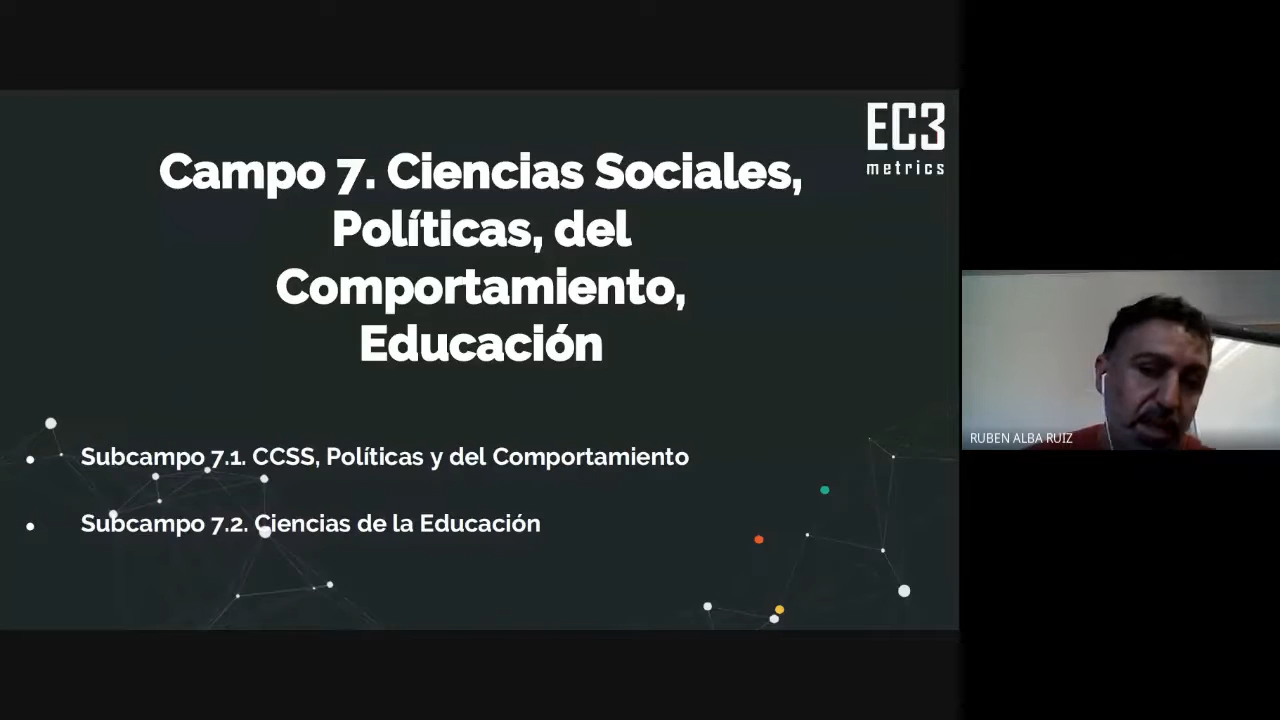 EC3
metrics
Campo 7. Ciencias Sociales,
Políticas, del
Comportamiento,
Educación
• Subcampo 7.1. CCSS, Políticas y del Comportamiento
• Subcampo 7.2. Ciencias de la Educación
RUBEN ALBA RUIZ